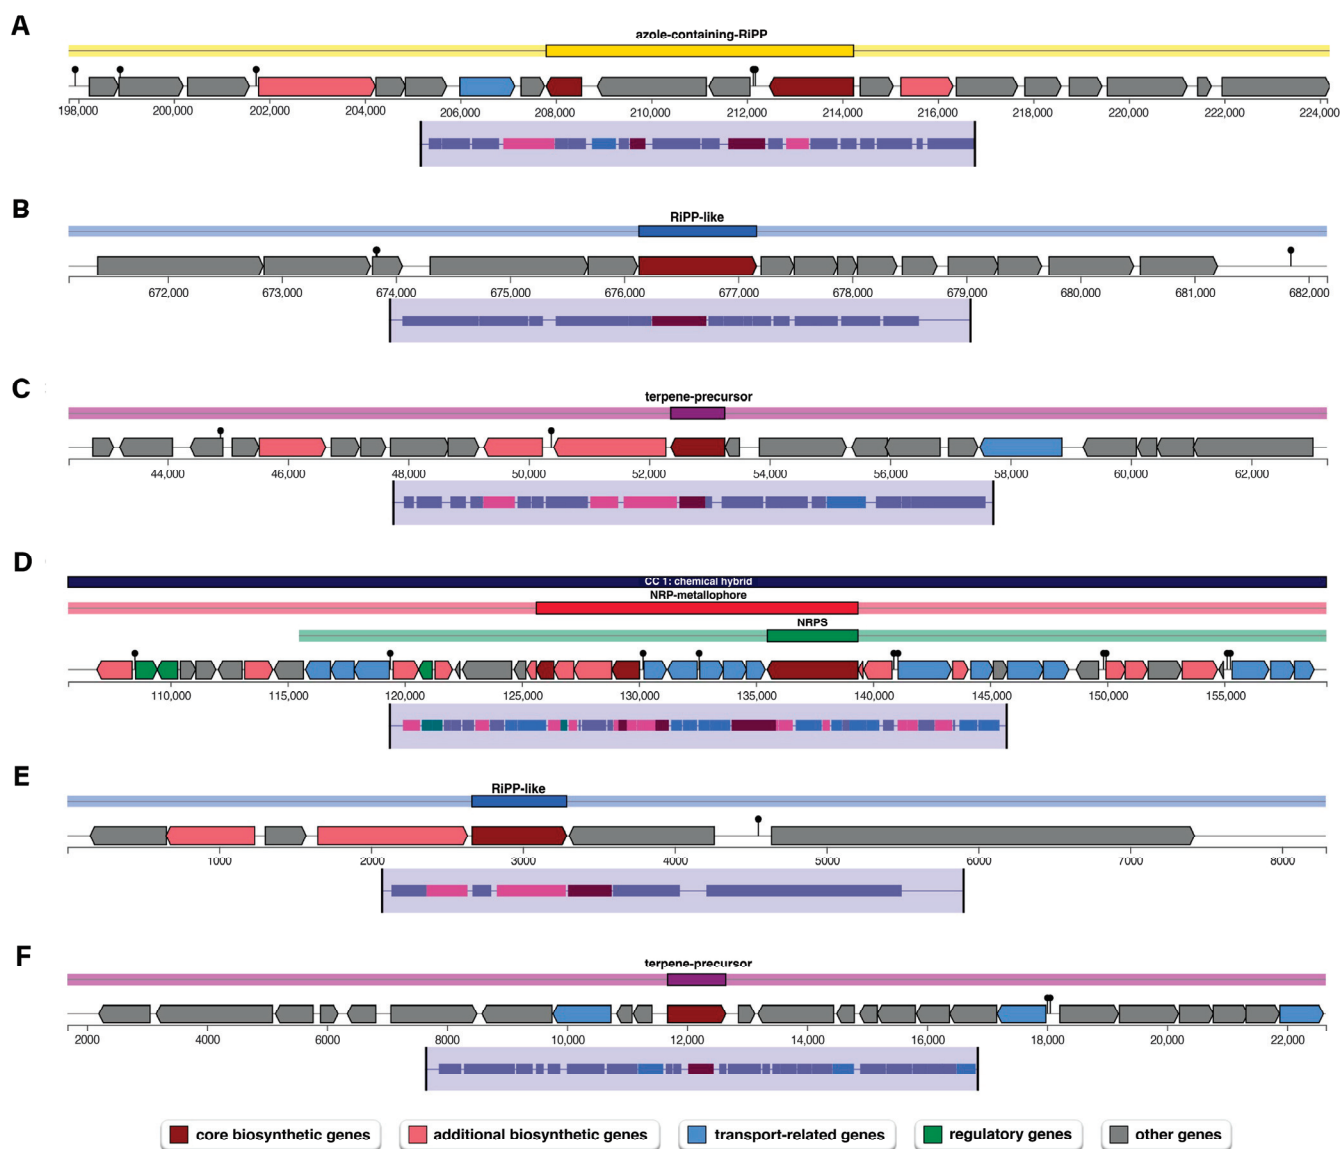 A
azole-containing-RiPP
198,000 200,000 202,000 204,000 206,000 208,000 210,000 212,000 214,000 216,000 218,000 220,000 222,000 224,000
B
RiPP-like
672,000 673,000 674,000 675,000 676,000 677,000 678,000 679,000 680,000 681,000 682,000
C
terpene-precursor
44,000 46,000 48,000 50,000 52,000 54,000 56,000 58,000 60,000 62,000
D
CC 1: chemical hybrid
NRP-metallophore
NRPS
110,000 115,000 120,000 125,000 130,000 135,000 140,000 145,000 150,000 155,000
E
RiPP-like
1000 2000 3000 4000 5000 6000 7000 8000
F
terpene-precursor
2000 4000 6000 8000 10,000 12,000 14,000 16,000 18,000 20,000 22,000
core biosynthetic genes additional biosynthetic genes transport-related genes regulatory genes other genes